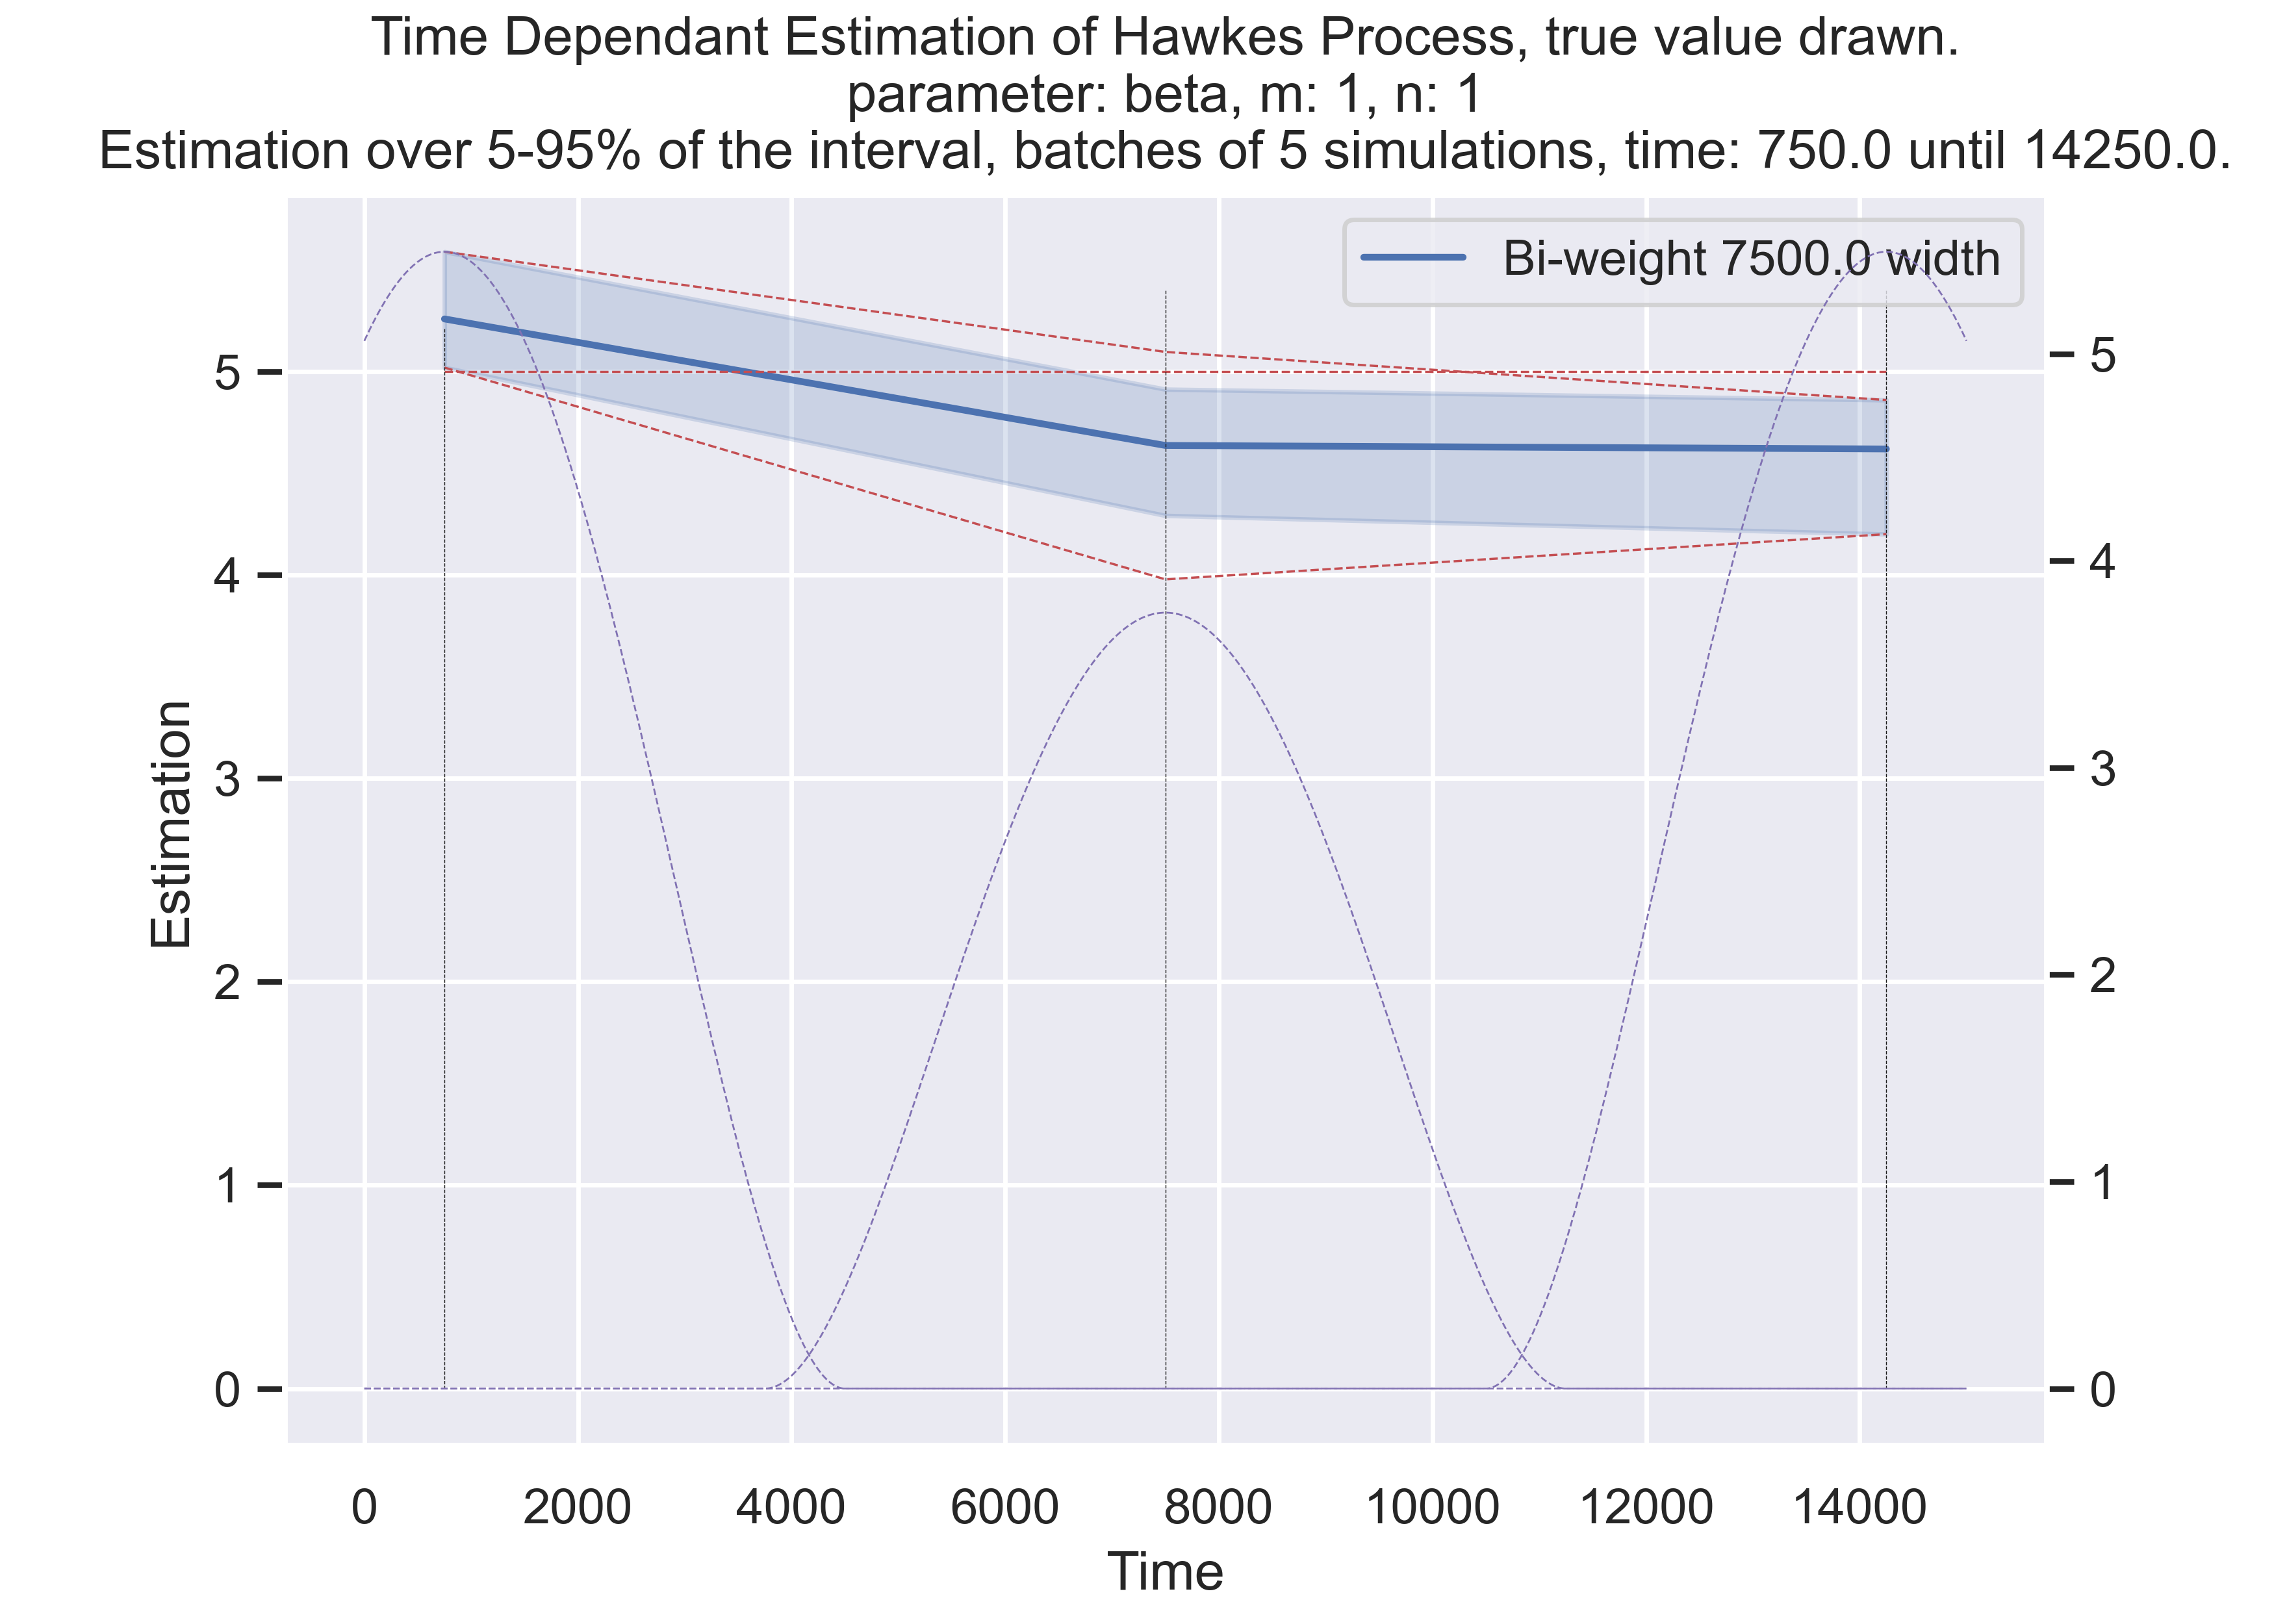 Time Dependant Estimation of Hawkes Process, true value drawn.
parameter: beta, m: 1, n: 1
Estimation over 5-95% of the interval, batches of 5 simulations, time: 750.0 until 14250.0.
Bi-weight 7500.0 width
5
4
3
2
1
0
Estimation
5
4
3
2
1
0
0 2000 4000 6000 8000 10000 12000 14000
Time